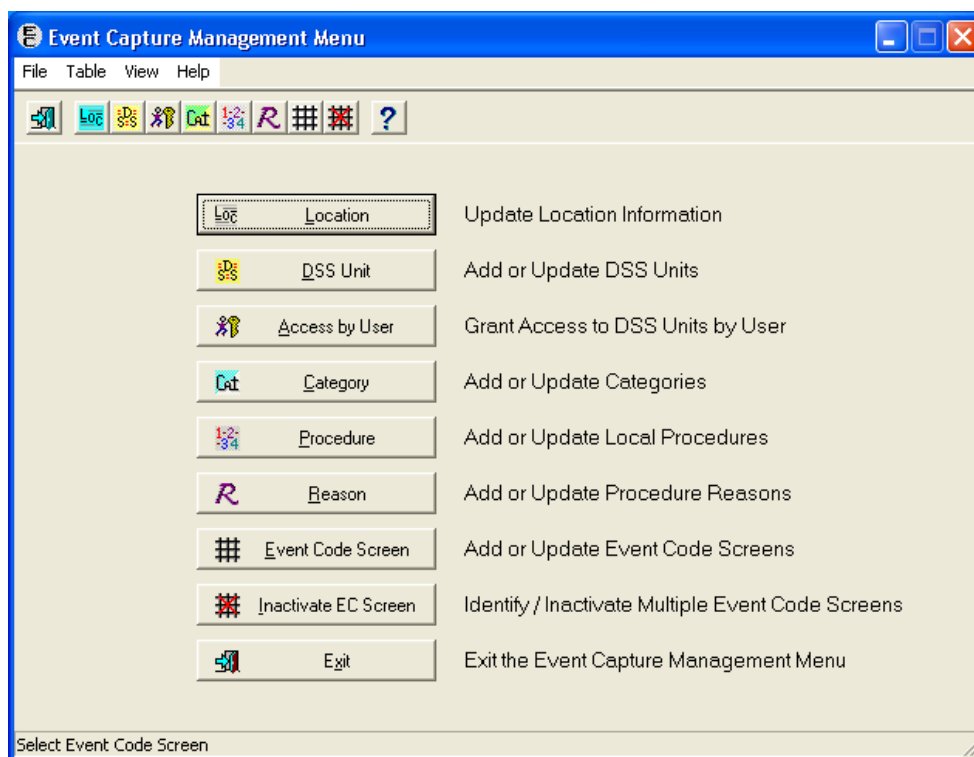 Event Capture Management Menu
File Table View Help
Location Update Location Information
DSS Unit Add or Update DSS Units
Access by User Grant Access to DSS Units by User
Category Add or Update Categories
Procedure Add or Update Local Procedures
Reason Add or Update Procedure Reasons
Event Code Screen Add or Update Event Code Screens
Inactivate EC Screen Identify / Inactivate Multiple Event Code Screens
Exit Exit the Event Capture Management Menu
Select Event Code Screen